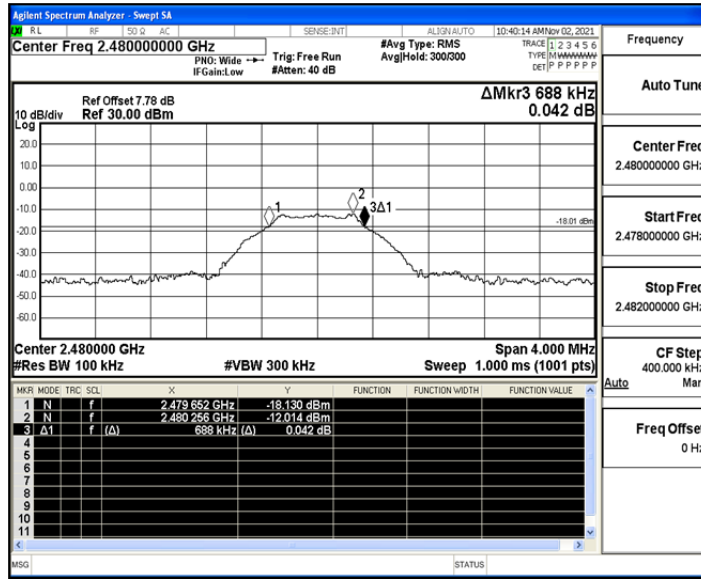 Agilent Spectrum Analyzer - Swept SA
LXI RL RF 50 Ω AC SENSE:INT ALIGN AUTO 10:40:14 AM Nov 02, 2021
Center Freq 2.480000000 GHz
PNO: Wide
IFGain:Low
Trig: Free Run
#Atten: 40 dB
#Avg Type: RMS
Avg|Hold: 300/300
TRACE 1 2 3 4 5 6
TYPE MWWWWW
DET P P P P P P
Ref Offset 7.78 dB
10 dB/div Ref 30.00 dBm
Log
ΔMkr3 688 kHz
0.042 dB
20.0
10.0
0.00
-10.0
-20.0
-30.0
-40.0
-50.0
-60.0
1
2
3Δ1
-18.01 dBm
Center 2.480000 GHz Span 4.000 MHz
#Res BW 100 kHz #VBW 300 kHz Sweep 1.000 ms (1001 pts)
MKR MODE TRC SCL X Y FUNCTION FUNCTION WIDTH FUNCTION VALUE
1 N f 2.479 652 GHz -18.130 dBm
2 N f 2.480 256 GHz -12.014 dBm
3 Δ1 f (Δ) 688 kHz (Δ) 0.042 dB
4
5
6
7
8
9
10
11
MSG STATUS
Frequency
Auto Tune
Center Freq
2.480000000 GHz
Start Freq
2.478000000 GHz
Stop Freq
2.482000000 GHz
CF Step
400.000 kHz
Auto Man
Freq Offset
0 Hz